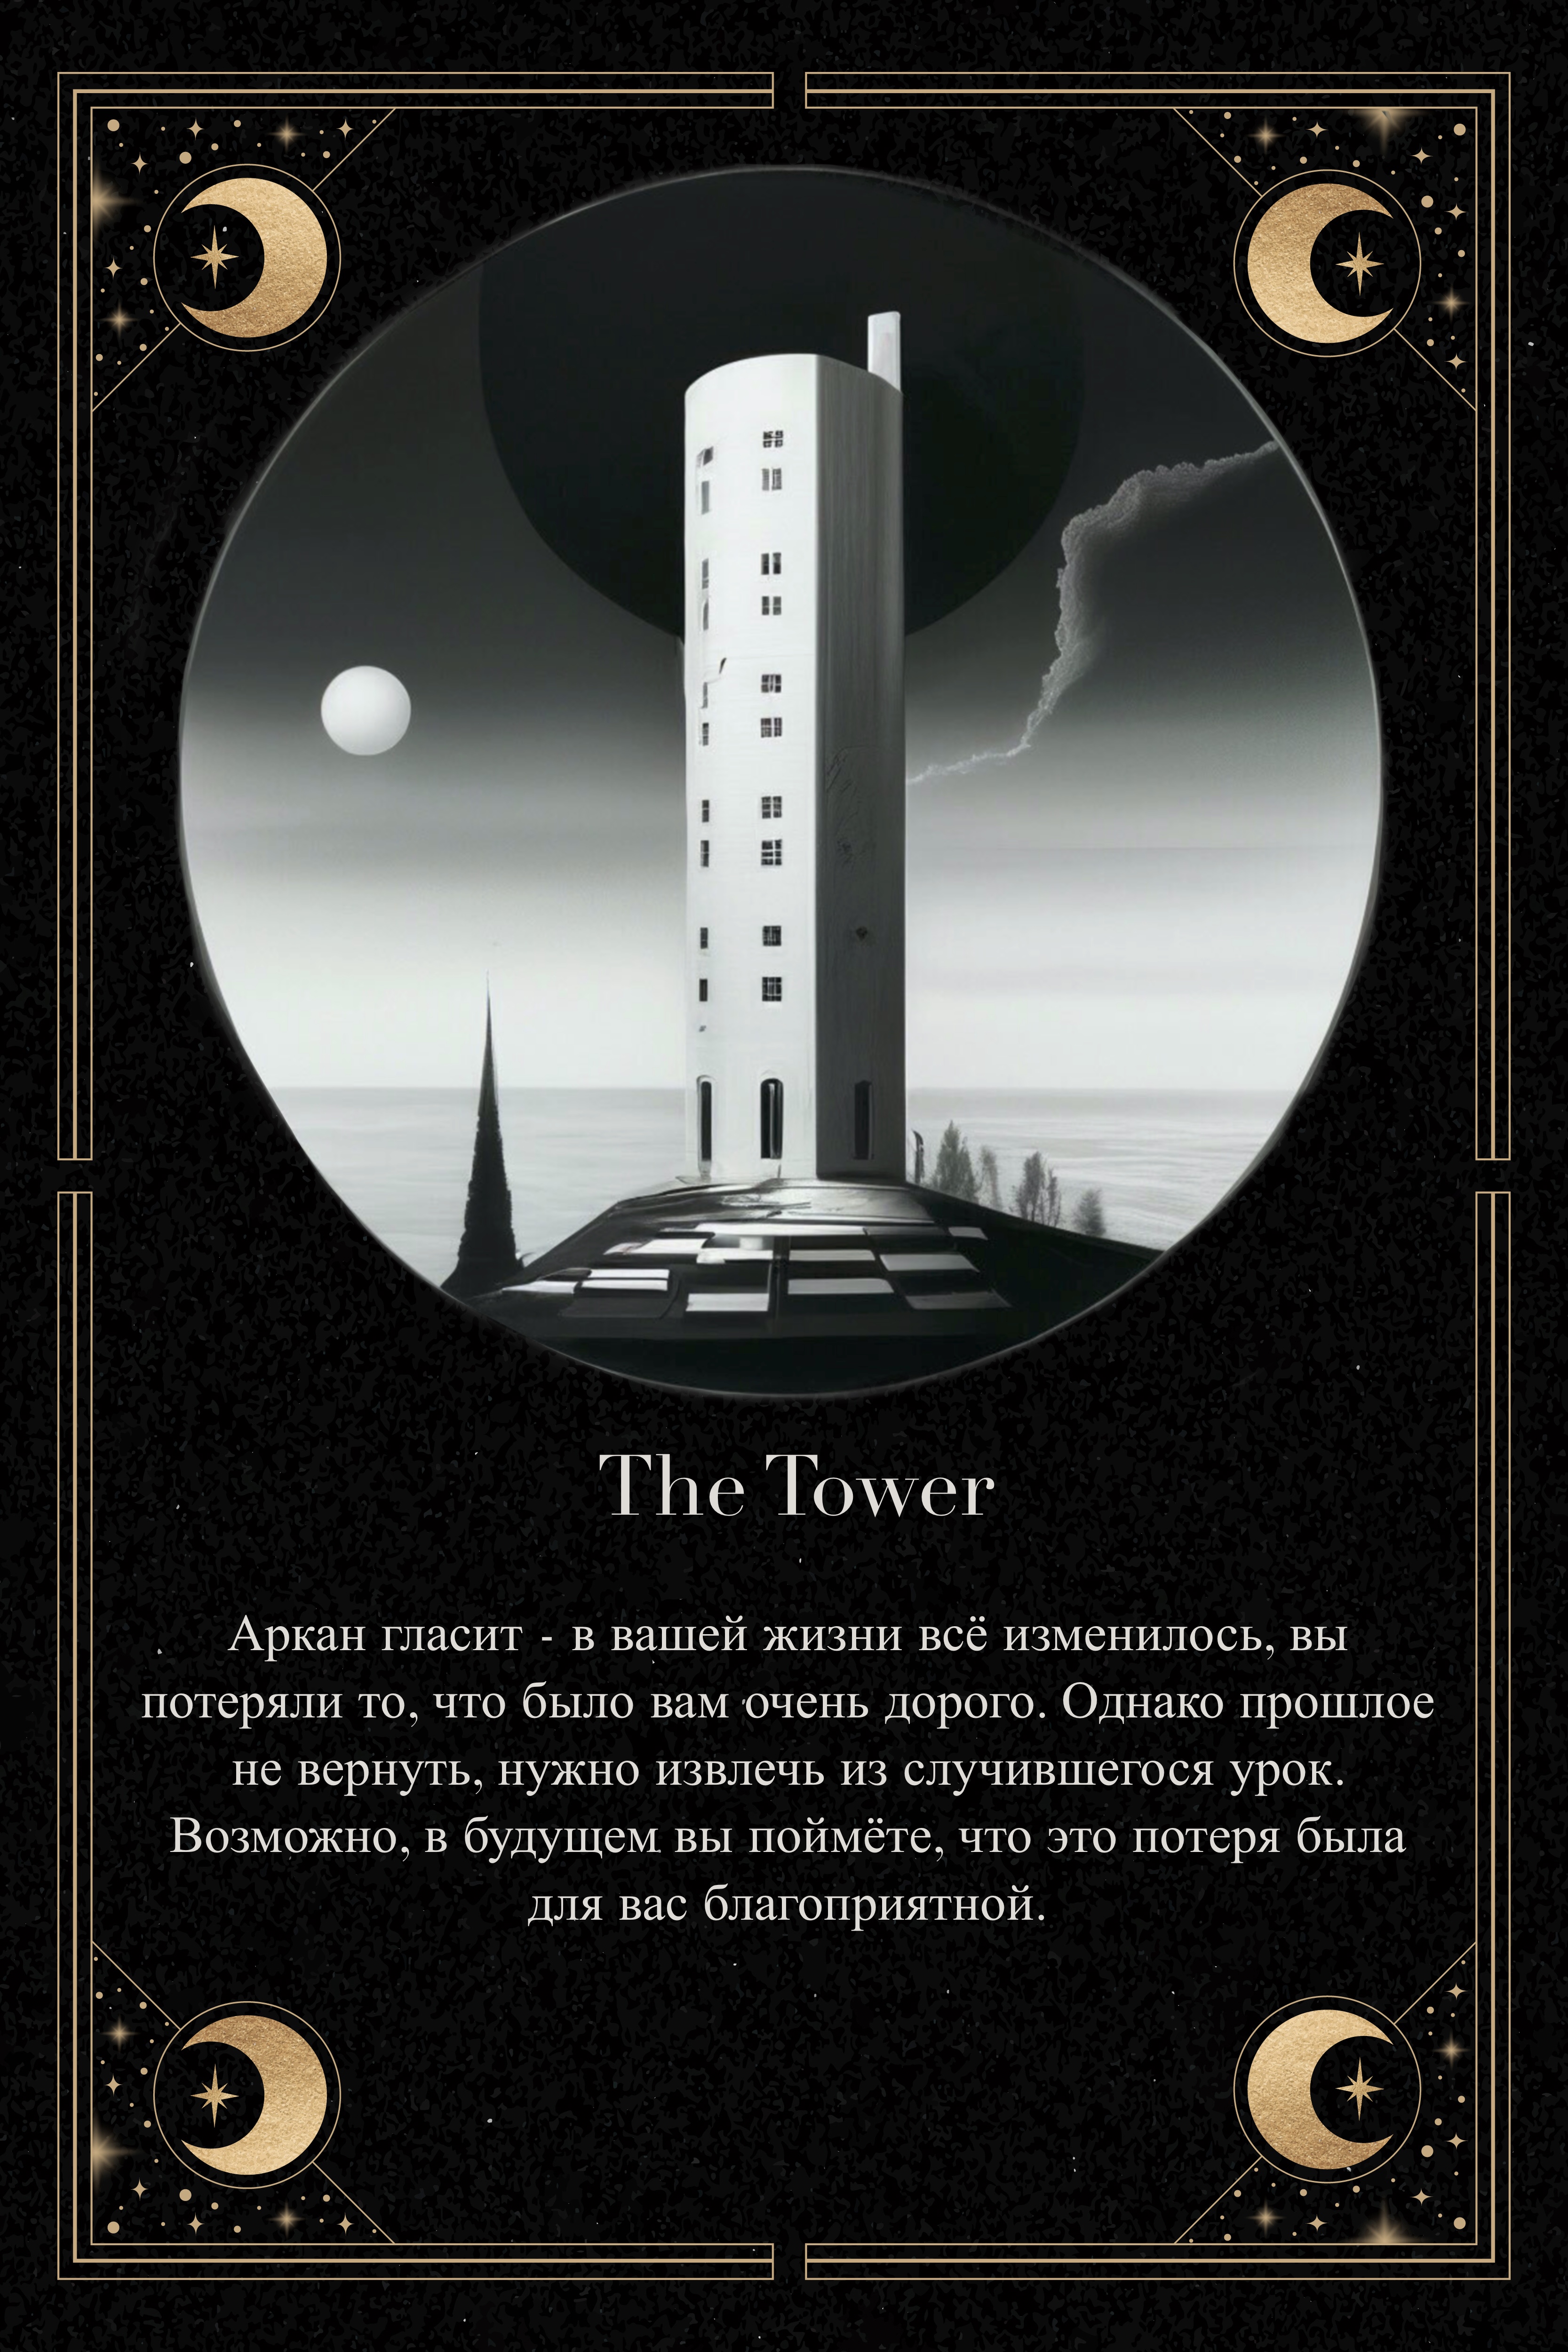 The Tower
Аркан гласит - в вашей жизни всё изменилось, вы
потеряли то, что было вам очень дорого. Однако прошлое
не вернуть, нужно извлечь из случившегося урок.
Возможно, в будущем вы поймёте, что это потеря была
для вас благоприятной.